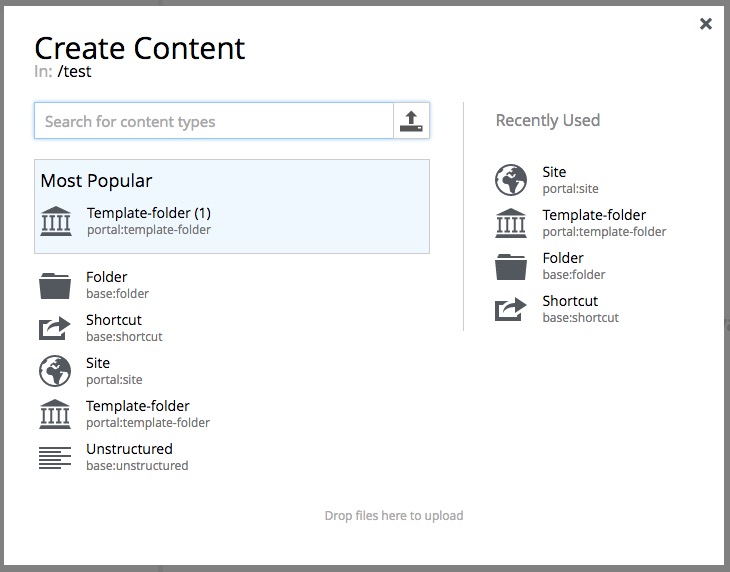 Create Content
In: /test
Search for content types
Most Popular
Template-folder (1)
portal:template-folder
Folder
base:folder
Shortcut
base:shortcut
Site
portal:site
Template-folder
portal:template-folder
Unstructured
base:unstructured
Recently Used
Site
portal:site
Template-folder
portal:template-folder
Folder
base:folder
Shortcut
base:shortcut
Drop files here to upload